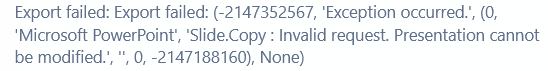 Export failed: Export failed: (-2147352567, 'Exception occurred.', (0,
'Microsoft PowerPoint', 'Slide.Copy : Invalid request. Presentation cannot
be modified.', '', 0, -2147188160), None)